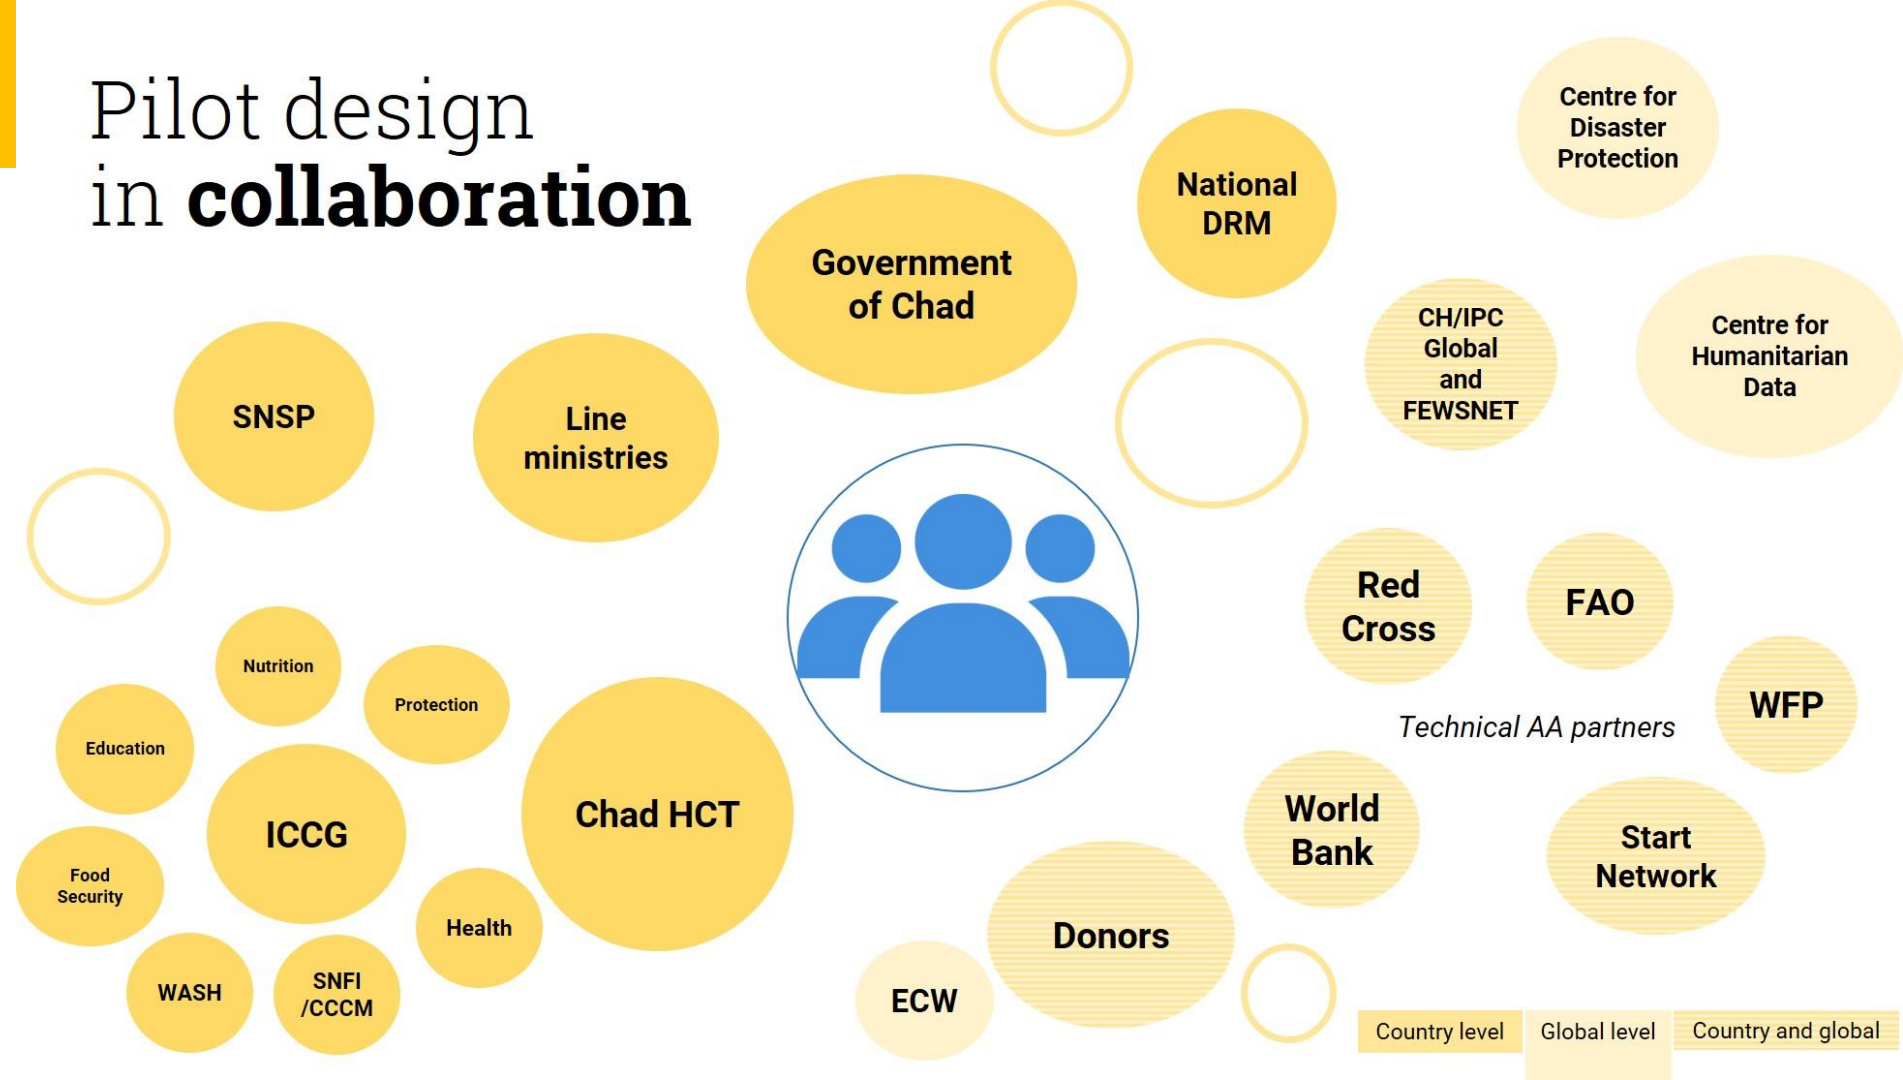 Pilot design
in collaboration
Centre for
Disaster
Protection
National
DRM
Government
of Chad
CH/IPC
Global
and
FEWSNET
Centre for
Humanitarian
Data
SNSP
Line
ministries
Red
Cross
FAO
WFP
Technical AA partners
Nutrition
Protection
Education
ICCG
Chad HCT
World
Bank
Start
Network
Food
Security
Health
Donors
WASH
SNFI
/CCCM
ECW
Country level
Global level
Country and global